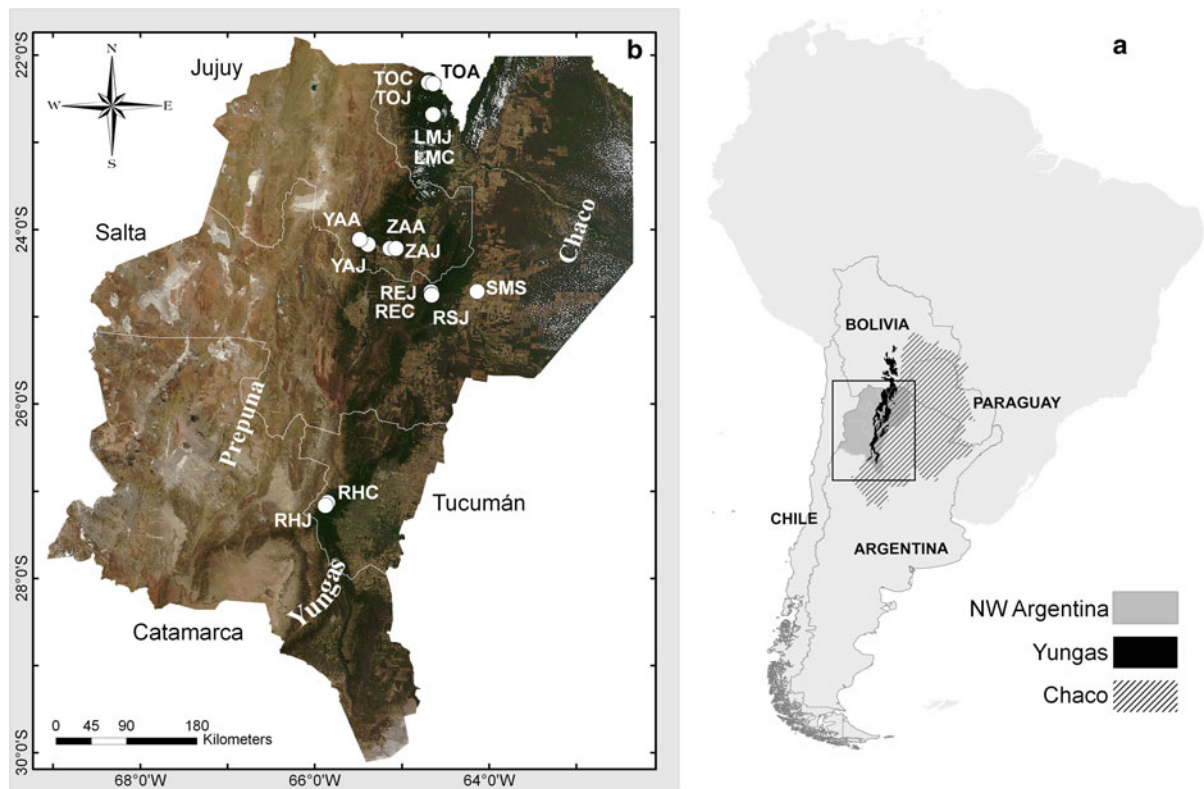 b
N
W
E
S
Jujuy
Salta
Catamarca
Tucumán
Prepuna
Yungas
Chaco
TOC
TOA
TOJ
LMJ
LMC
YAA
ZAA
YAJ
ZAJ
REJ
SMS
REC
RSJ
RHC
RHJ
22°0'S
24°0'S
26°0'S
28°0'S
30°0'S
68°0'W
66°0'W
64°0'W
0 45 90 180
Kilometers
a
BOLIVIA
PARAGUAY
CHILE
ARGENTINA
NW Argentina
Yungas
Chaco